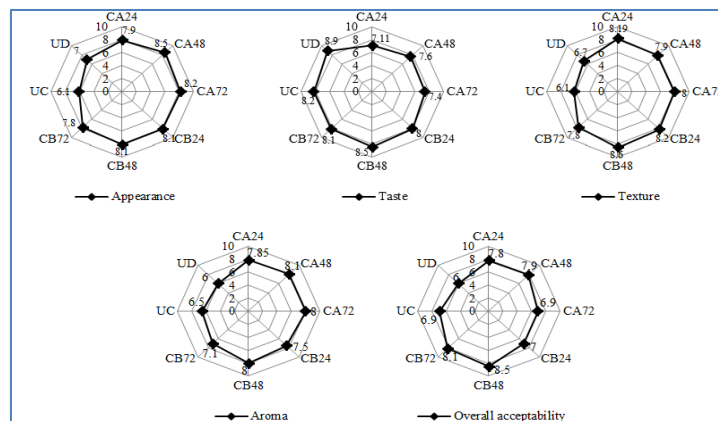 CA24
10
7.9
8
6
4
2
0
CA48
8.5
CA72
8.2
CB24
8.1
CB48
8.1
CB72
7.8
UC
6.1
UD
7
Appearance
CA24
10
7.11
8
6
4
2
0
CA48
7.6
CA72
7.4
CB24
8
CB48
8.5
CB72
8.1
UC
8.2
UD
8.9
Taste
CA24
10
8.19
8
6
4
2
0
CA48
7.9
CA72
8
CB24
8.2
CB48
8.6
CB72
7.8
UC
6.1
UD
6.7
Texture
CA24
10
7.85
8
6
4
2
0
CA48
8.1
CA72
8
CB24
7.5
CB48
8
CB72
7.1
UC
6.5
UD
6
Aroma
CA24
10
7.8
8
6
4
2
0
CA48
7.9
CA72
6.9
CB24
7
CB48
8.5
CB72
8.1
UC
6.9
UD
6
Overall acceptability